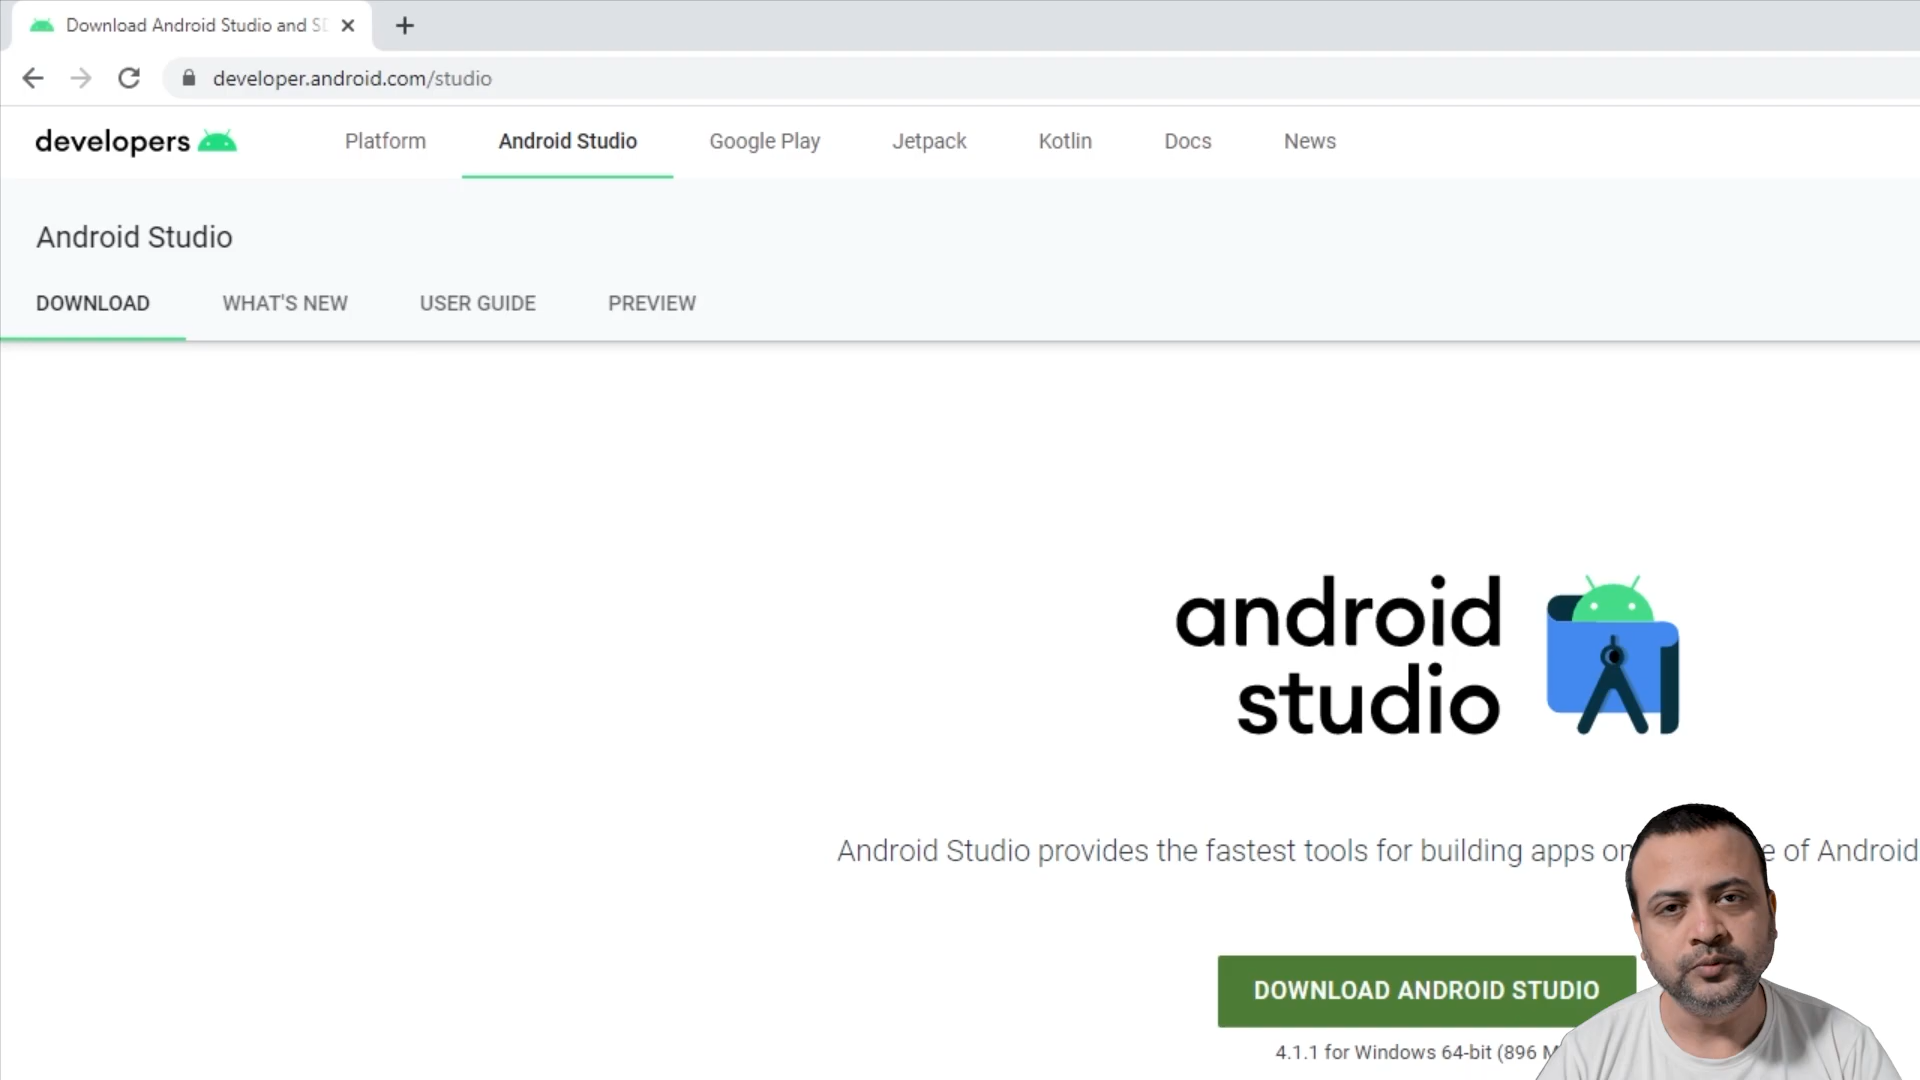 Download Android Studio and
developer.android.com/studio
developers
Platform
Android Studio
Google Play
Jetpack
Kotlin
Docs
News
Android Studio
DOWNLOAD
WHAT'S NEW
USER GUIDE
PREVIEW
android
studio
Android Studio provides the fastest tools for building apps on of Android
DOWNLOAD ANDROID STUDIO
4.1.1 for Windows 64-bit (896